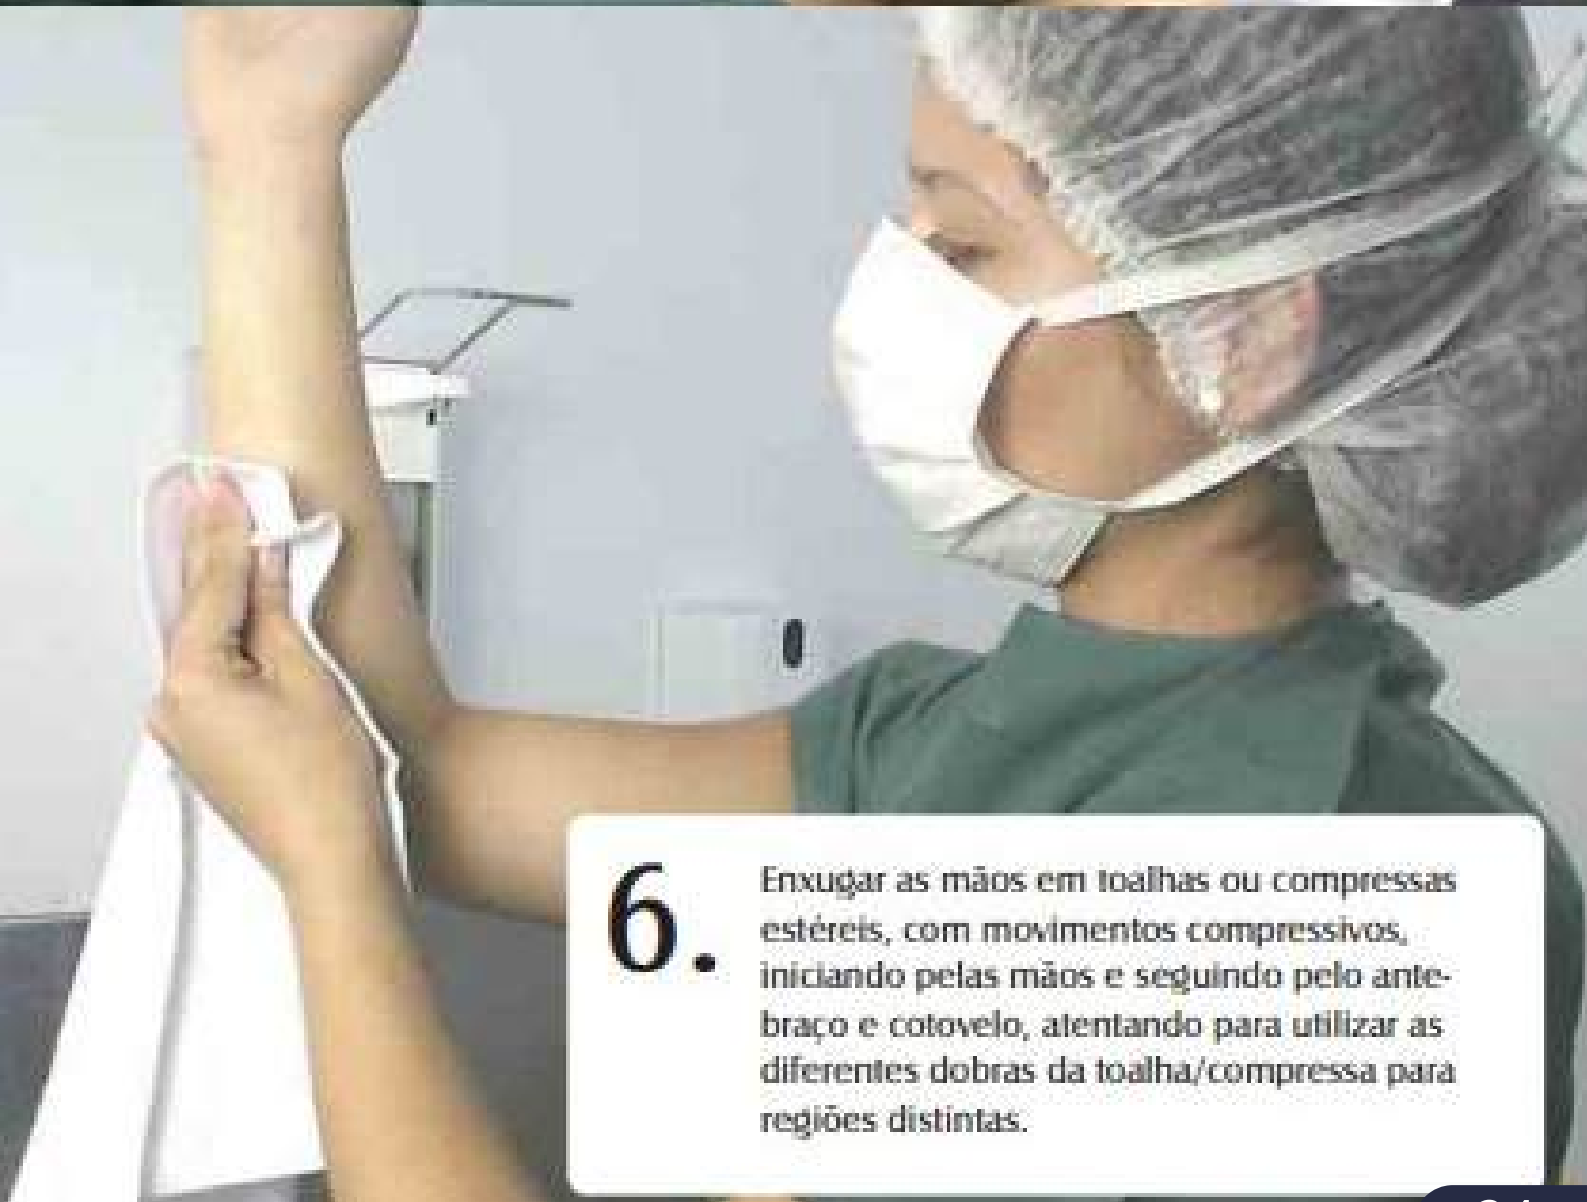 6.
Enxugar as mãos em toalhas ou compressas
estéreis, com movimentos compressivos,
iniciando pelas mãos e seguindo pelo ante-
braço e cotovelo, atentando para utilizar as
diferentes dobras da toalha/compressa para
regiões distintas.